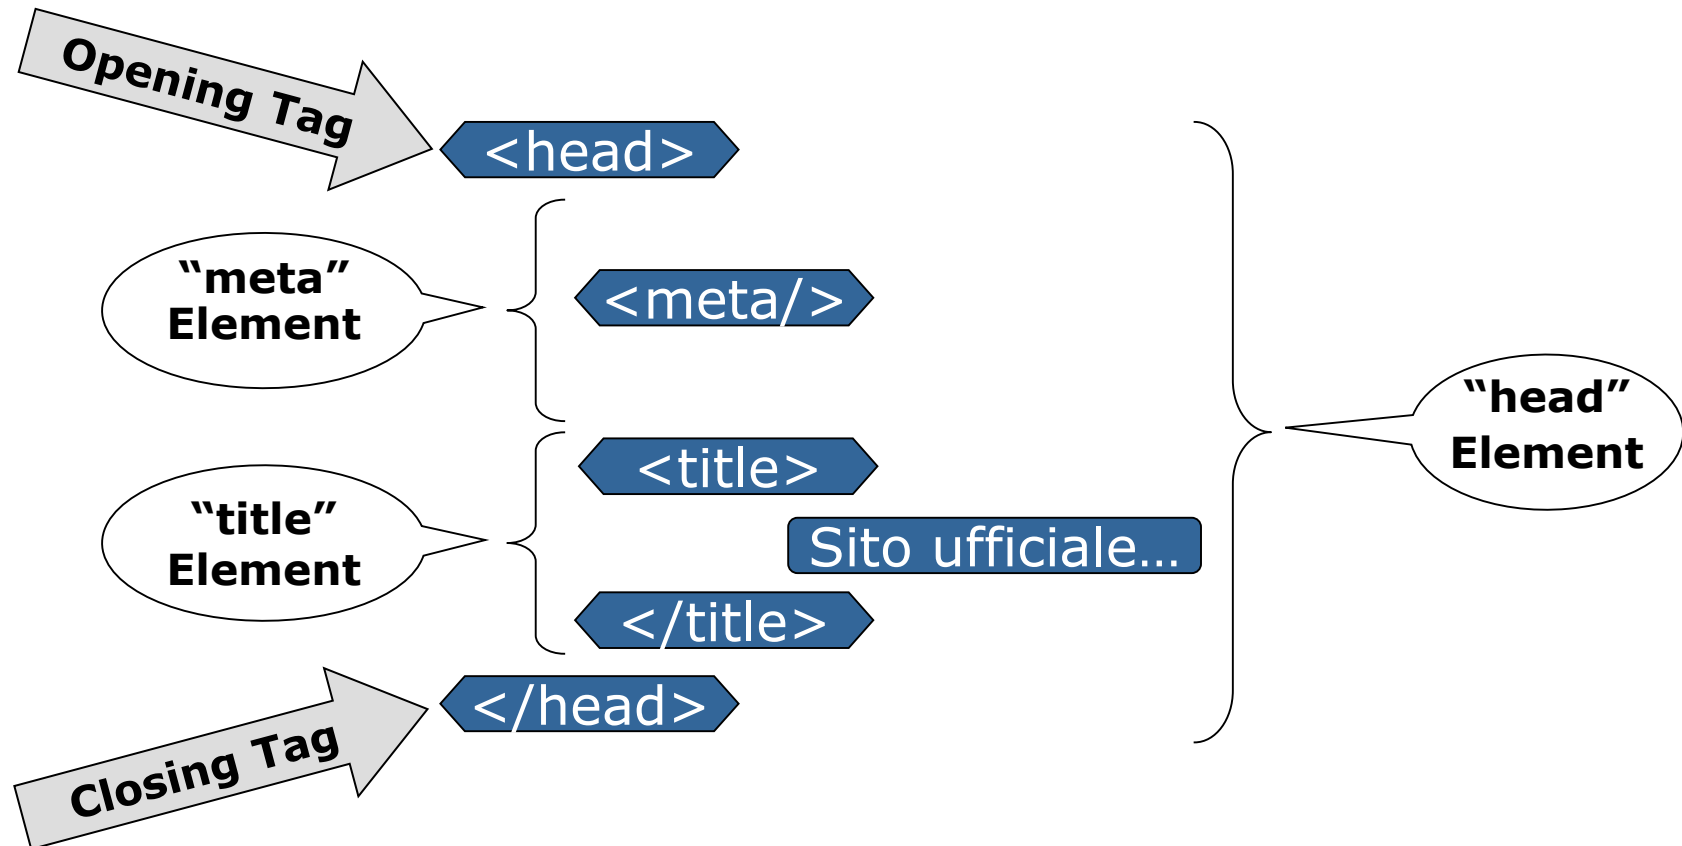 Opening Tag
<head>
“meta”
Element
<meta/>
“head”
Element
<title>
“title”
Element
Sito ufficiale…
</title>
</head>
Closing Tag